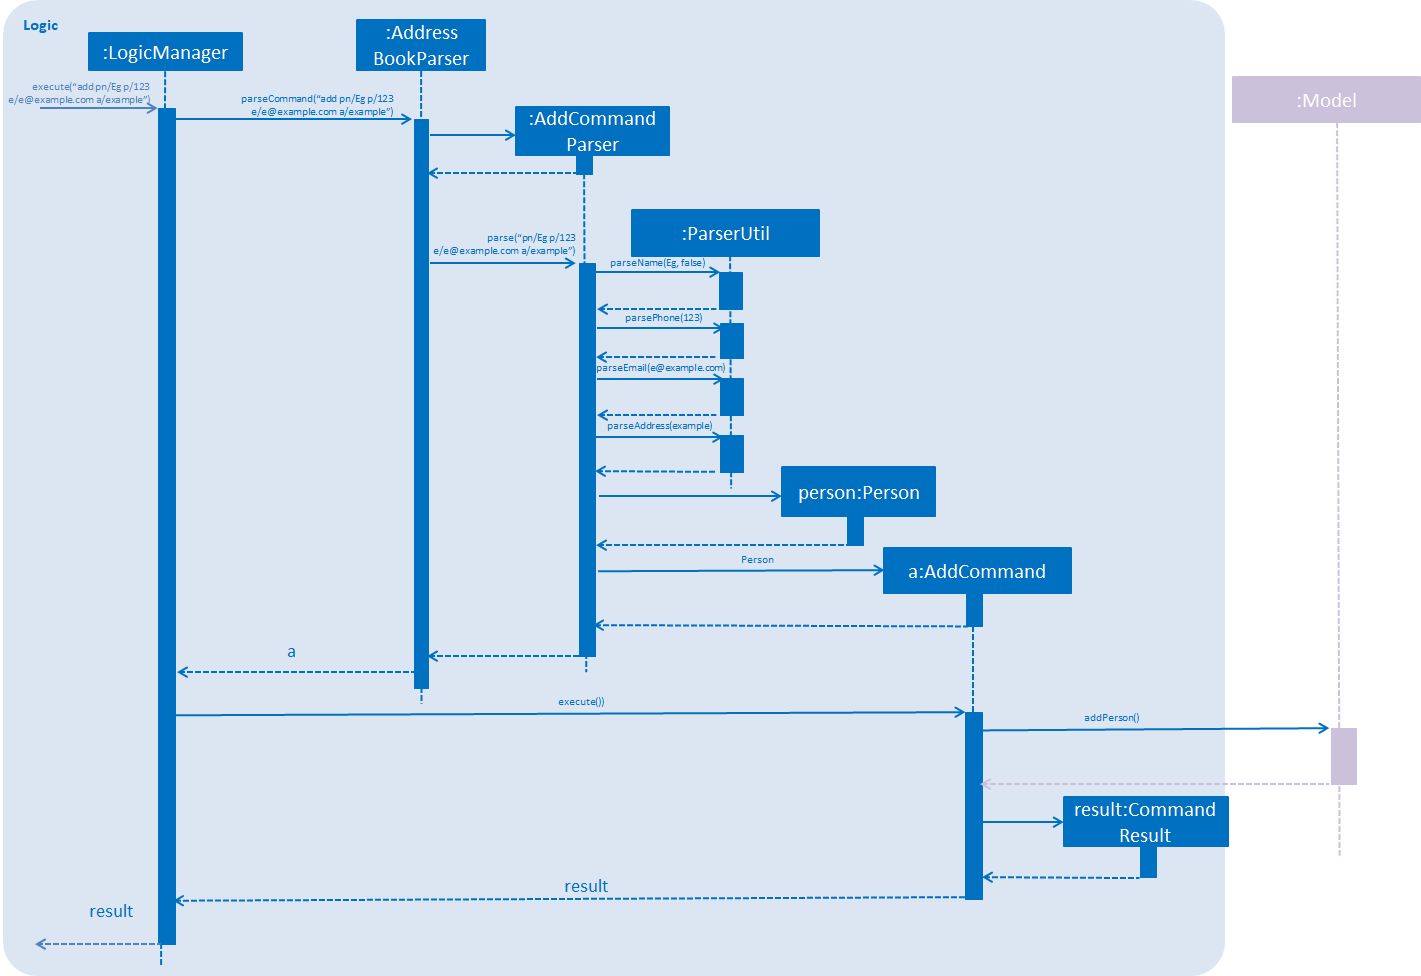 Logic
:LogicManager
:Address
BookParser
execute(“add pn/Eg p/123
e/e@example.com a/example”)
parseCommand(“add pn/Eg p/123
e/e@example.com a/example”)
:AddCommand
Parser
:Model
parse(“pn/Eg p/123
e/e@example.com a/example”)
:ParserUtil
parseName(Eg, false)
parsePhone(123)
parseEmail(e@example.com)
parseAddress(example)
person:Person
Person
a:AddCommand
a
execute())
addPerson()
result:Command
Result
result
result